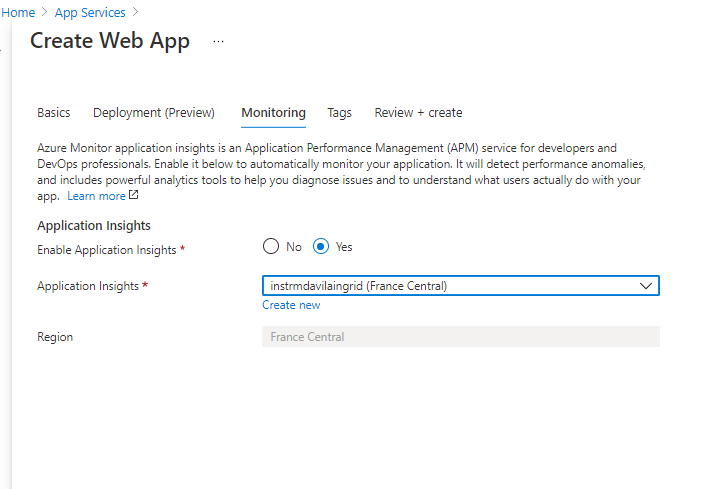 Home > App Services >
Create Web App ...
Basics Deployment (Preview) Monitoring Tags Review + create
Azure Monitor application insights is an Application Performance Management (APM) service for developers and
DevOps professionals. Enable it below to automatically monitor your application. It will detect performance anomalies,
and includes powerful analytics tools to help you diagnose issues and to understand what users actually do with your
app. Learn more
Application Insights
Enable Application Insights * No Yes
Application Insights * instrmdavilaingrid (France Central)
Create new
Region France Central